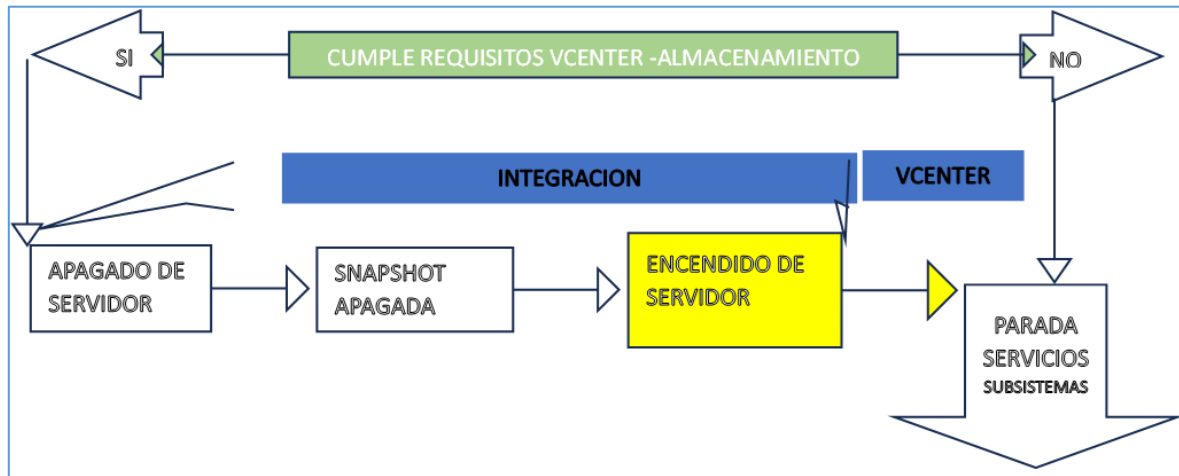 SI
CUMPLE REQUISITOS VCENTER -ALMACENAMIENTO
NO
INTEGRACION
VCENTER
APAGADO DE
SERVIDOR
SNAPSHOT
APAGADA
ENCENDIDO DE
SERVIDOR
PARADA
SERVICIOS
SUBSISTEMAS